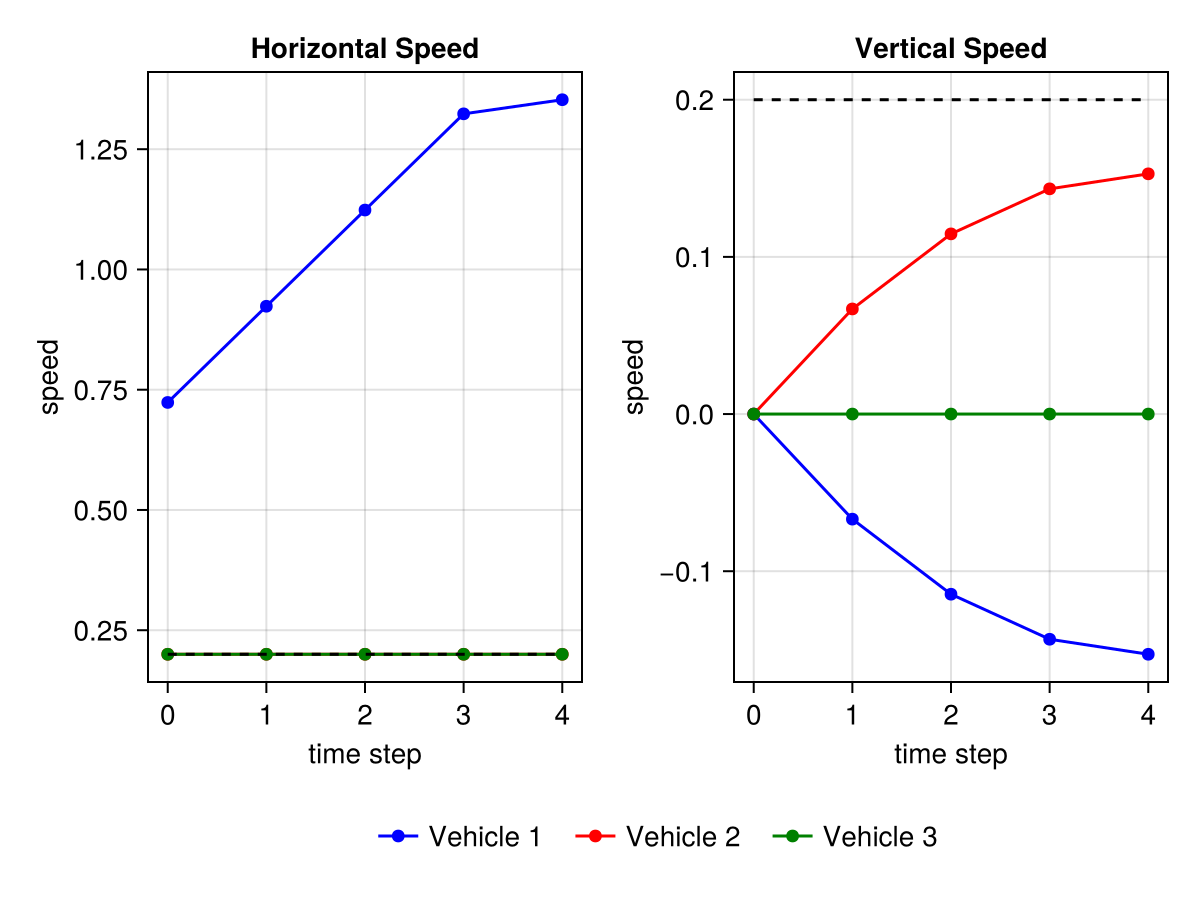 Horizontal Speed
speed
1.25
1.00
0.75
0.50
0.25
0 1 2 3 4
time step
Vertical Speed
speed
0.2
0.1
0.0
−0.1
0 1 2 3 4
time step
Vehicle 1 Vehicle 2 Vehicle 3